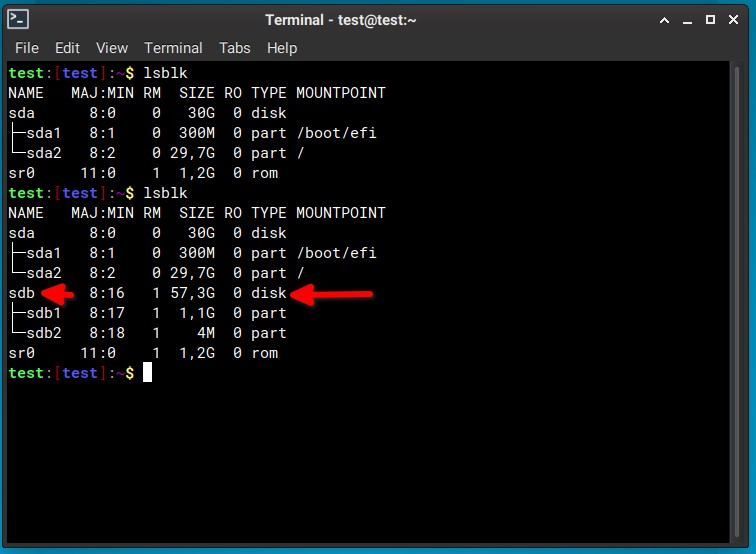 Terminal - test@test:~
File Edit View Terminal Tabs Help
test:[test]:~$ lsblk
NAME   MAJ:MIN RM  SIZE RO TYPE MOUNTPOINT
sda      8:0    0   30G  0 disk
├─sda1   8:1    0  300M  0 part /boot/efi
└─sda2   8:2    0 29,7G  0 part /
sr0     11:0    1  1,2G  0 rom
test:[test]:~$ lsblk
NAME   MAJ:MIN RM  SIZE RO TYPE MOUNTPOINT
sda      8:0    0   30G  0 disk
├─sda1   8:1    0  300M  0 part /boot/efi
└─sda2   8:2    0 29,7G  0 part /
sdb      8:16   1 57,3G  0 disk
├─sdb1   8:17   1  1,1G  0 part
└─sdb2   8:18   1    4M  0 part
sr0     11:0    1  1,2G  0 rom
test:[test]:~$